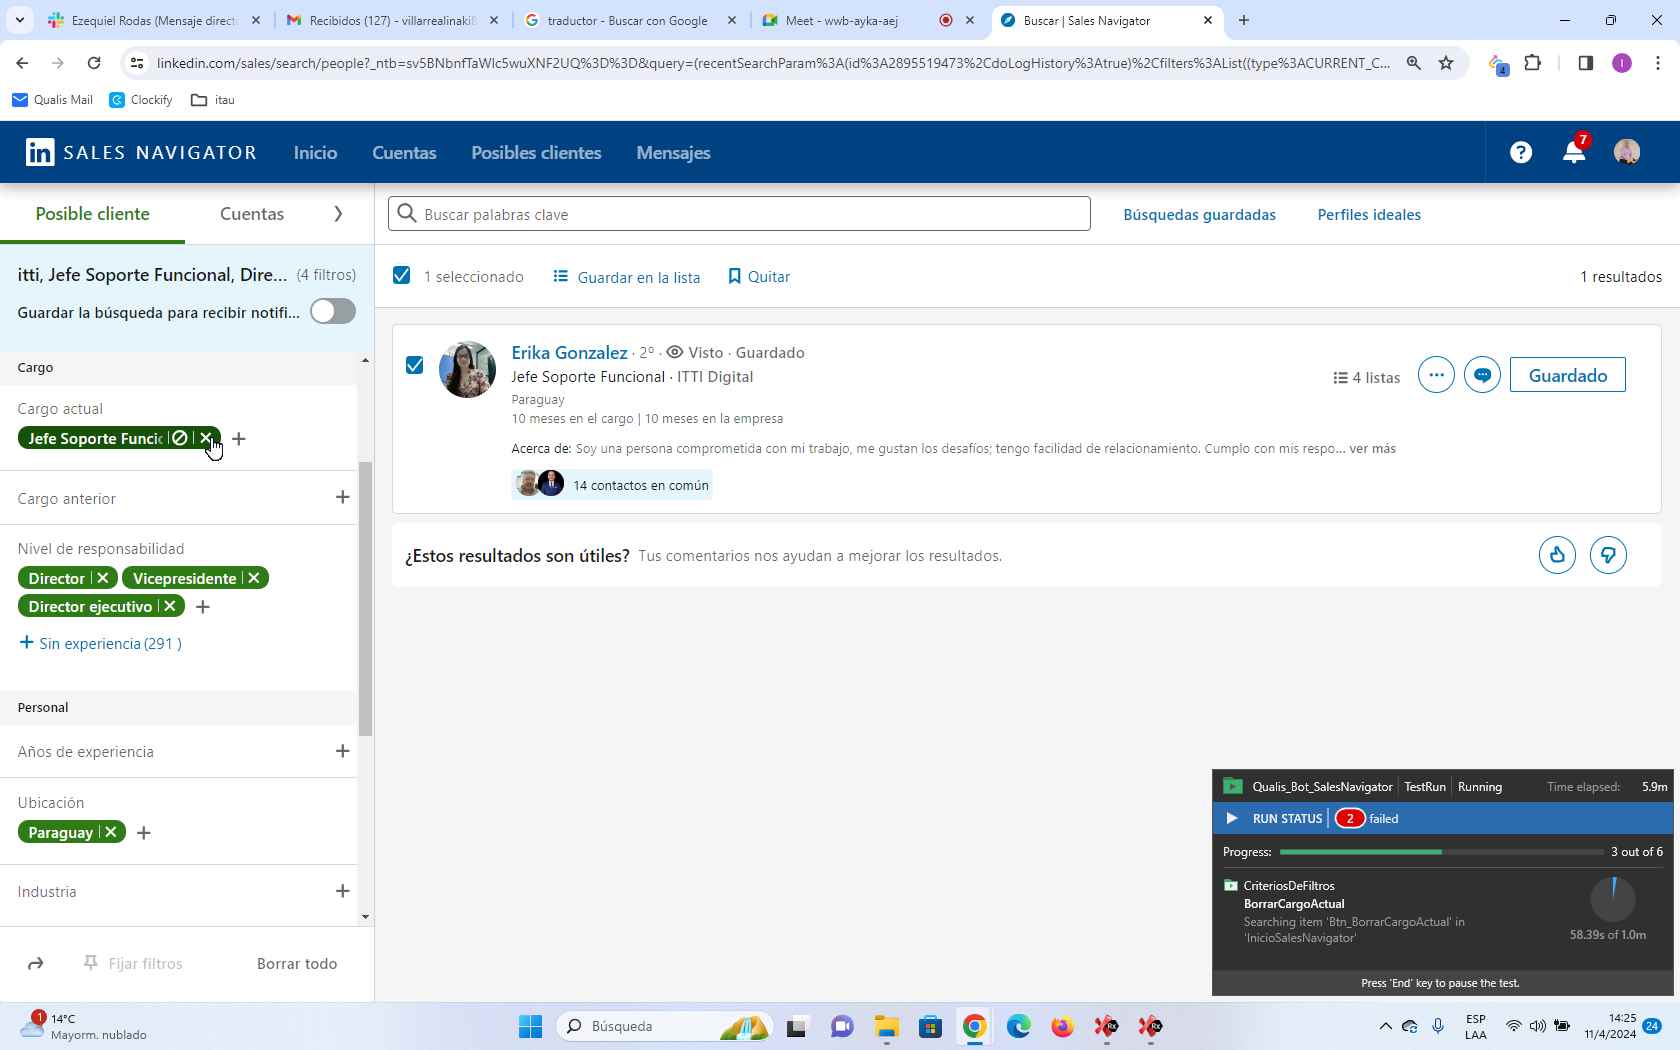 Ezequiel Rodas (Mensaje direct
Recibidos (127) - villarrealinaki8
traductor - Buscar con Google
Meet - wwb-ayka-aej
Buscar | Sales Navigator
linkedin.com/sales/search/people?_ntb=sv5BNbnfTaWlc5wuXNF2UQ%3D%3D&query=(recentSearchParam%3A(id%3A2895519473%2CdoLogHistory%3Atrue)%2Cfilters%3AList((type%3ACURRENT_C...
4
I
Qualis Mail
Clockify
itau
in SALES NAVIGATOR
Inicio
Cuentas
Posibles clientes
Mensajes
7
Posible cliente
Cuentas
Buscar palabras clave
Búsquedas guardadas
Perfiles ideales
itti, Jefe Soporte Funcional, Dire... (4 filtros)
Guardar la búsqueda para recibir notifi...
1 seleccionado
Guardar en la lista
Quitar
1 resultados
Cargo
Cargo actual
Jefe Soporte Funci
Cargo anterior
Nivel de responsabilidad
Director
Vicepresidente
Director ejecutivo
Sin experiencia (291 )
Personal
Años de experiencia
Ubicación
Paraguay
Industria
Fijar filtros
Borrar todo
Erika Gonzalez · 2º · Visto · Guardado
Jefe Soporte Funcional · ITTI Digital
Paraguay
10 meses en el cargo | 10 meses en la empresa
Acerca de: Soy una persona comprometida con mi trabajo, me gustan los desafíos; tengo facilidad de relacionamiento. Cumplo con mis respo... ver más
14 contactos en común
4 listas
Guardado
¿Estos resultados son útiles? Tus comentarios nos ayudan a mejorar los resultados.
Qualis_Bot_SalesNavigator
TestRun
Running
Time elapsed: 5.9m
RUN STATUS
2 failed
Progress:
3 out of 6
CriteriosDeFiltros
BorrarCargoActual
Searching item 'Btn_BorrarCargoActual' in
'InicioSalesNavigator'
58.39s of 1.0m
Press 'End' key to pause the test.
1
14°C
Mayorm. nublado
Búsqueda
Rx
Rx
ESP
LAA
14:25
11/4/2024
24